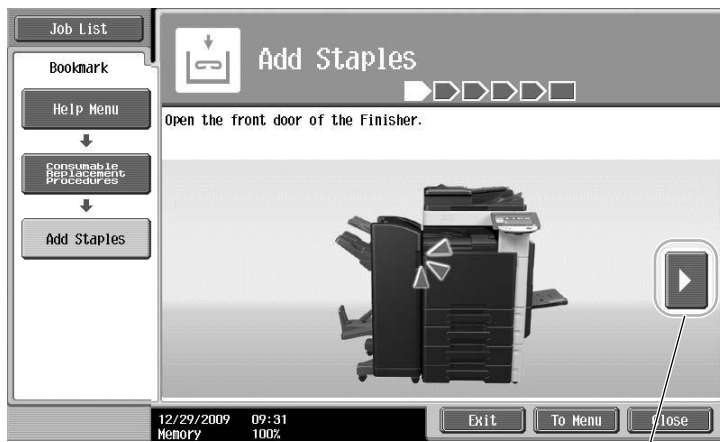 Job List
Bookmark
Help Menu
Consumable
Replacement
Procedures
Add Staples
Add Staples
Open the front door of the Finisher.
12/29/2009 09:31
Memory 100%
Exit
To Menu
Close